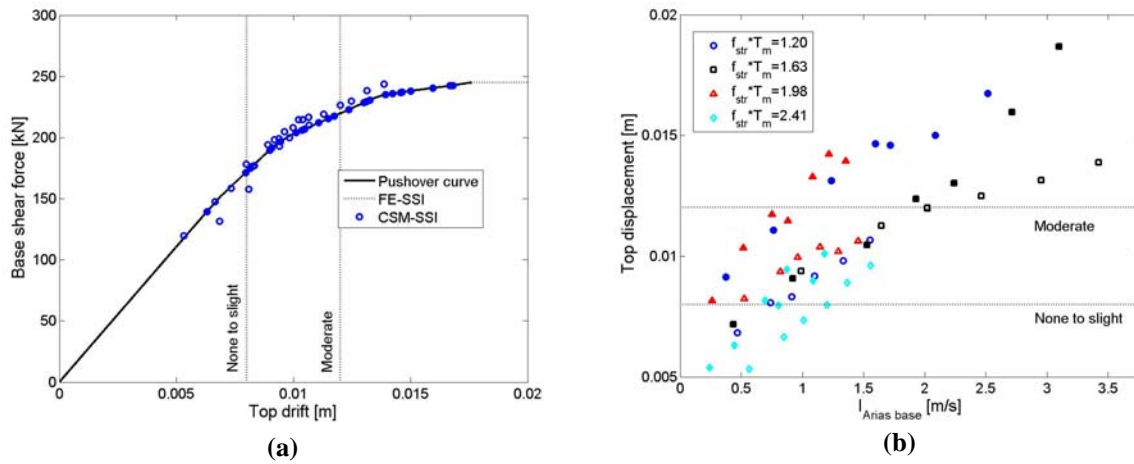 300
250
200
150
100
50
0
Base shear force [kN]
None to slight
Moderate
Pushover curve
FE-SSI
CSM-SSI
0
0.005
0.01
0.015
0.02
Top drift [m]
(a)
0.02
0.015
0.01
0.005
Top displacement [m]
f_str*T_m=1.20
f_str*T_m=1.63
f_str*T_m=1.98
f_str*T_m=2.41
Moderate
None to slight
0
0.5
1
1.5
2
2.5
3
3.5
I_Arias base [m/s]
(b)